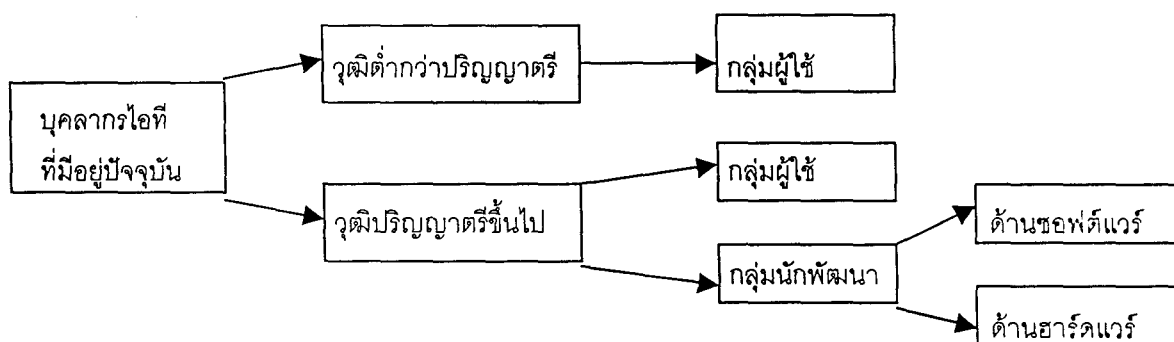 บุคลากรไอที
ที่มีอยู่ปัจจุบัน
วุฒิต่ำกว่าปริญญาตรี
กลุ่มผู้ใช้
วุฒิปริญญาตรีขึ้นไป
กลุ่มผู้ใช้
กลุ่มนักพัฒนา
ด้านซอฟต์แวร์
ด้านฮาร์ดแวร์